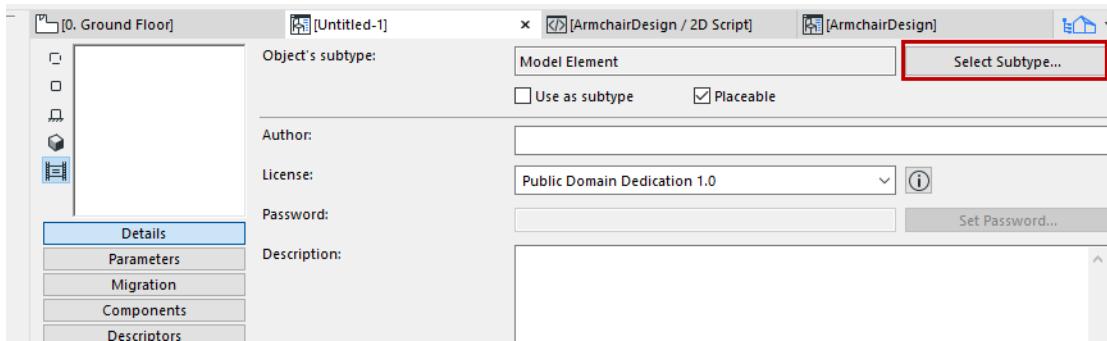 [0. Ground Floor]
[Untitled-1]
[ArmchairDesign / 2D Script]
[ArmchairDesign]
Object's subtype:
Model Element
Select Subtype...
Use as subtype
Placeable
Author:
License:
Public Domain Dedication 1.0
Password:
Set Password...
Description:
Details
Parameters
Migration
Components
Descriptors